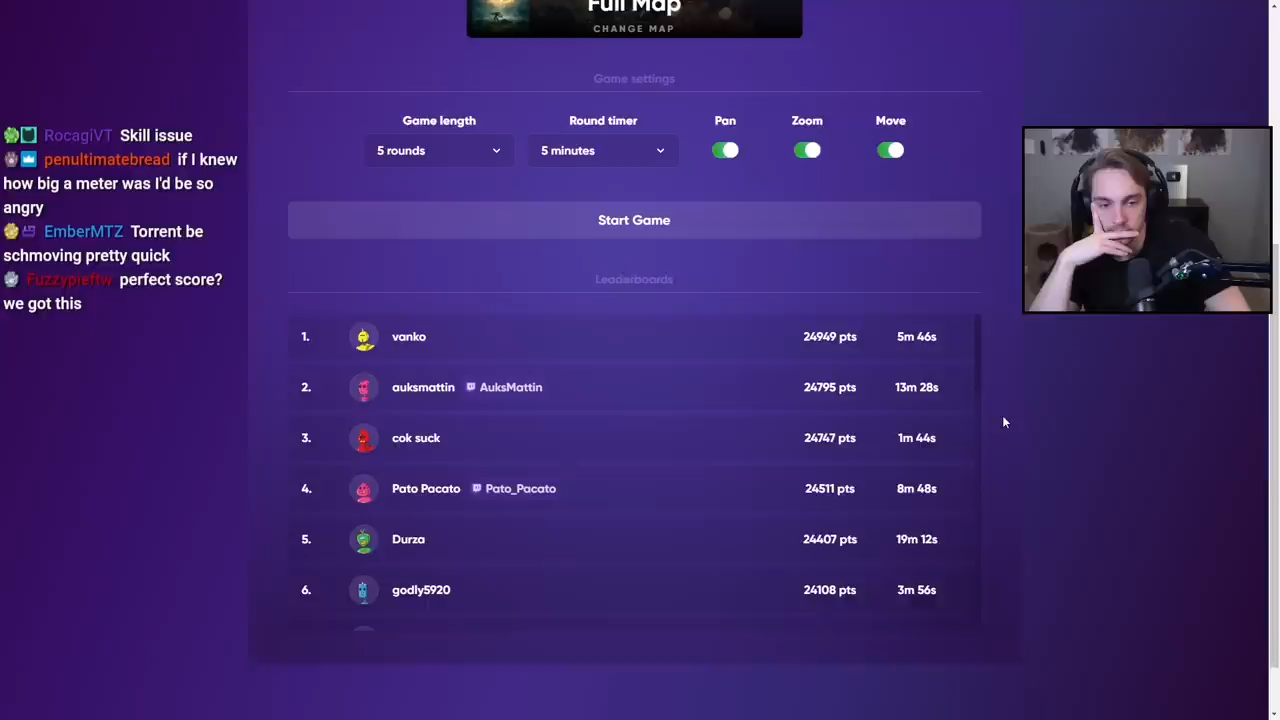 Full Map
CHANGE MAP
Game settings
Game length
Round timer
Pan
Zoom
Move
5 rounds
5 minutes
Start Game
Leaderboards
1. vanko 24949 pts 5m 46s
2. auksmattin AuksMattin 24795 pts 13m 28s
3. cok suck 24747 pts 1m 44s
4. Pato Pacato Pato_Pacato 24511 pts 8m 48s
5. Durza 24407 pts 19m 12s
6. godly5920 24108 pts 3m 56s
RocagiVT Skill issue
penultimatebread if I knew
how big a meter was I'd be so
angry
EmberMTZ Torrent be
schmoving pretty quick
Fuzzypieftw perfect score?
we got this